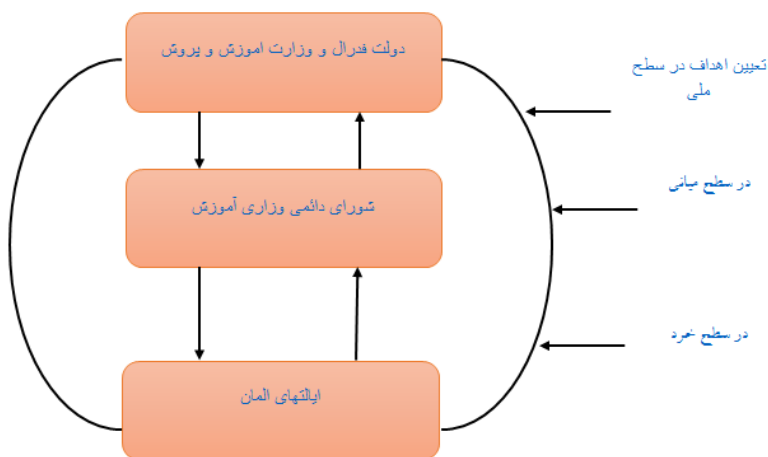 دولت فدرال و وزارت اموزش و پروش
تعیین اهداف در سطح
ملی
شورای دائمی وزاری آموزش
در سطح میانی
در سطح خرد
ایالتهای المان